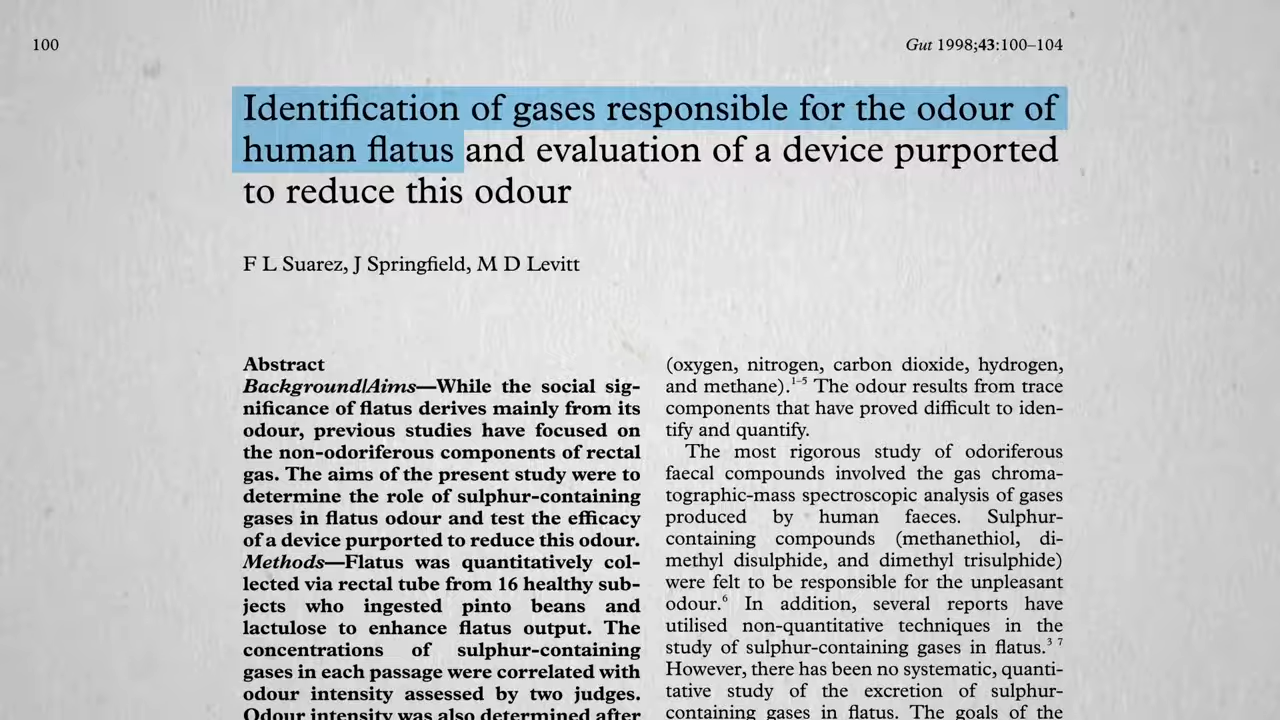 100
Gut 1998;43:100–104
Identification of gases responsible for the odour of
human flatus and evaluation of a device purported
to reduce this odour
F L Suarez, J Springfield, M D Levitt
Abstract
Background/Aims—While the social sig-
nificance of flatus derives mainly from its
odour, previous studies have focused on
the non-odoriferous components of rectal
gas. The aims of the present study were to
determine the role of sulphur-containing
gases in flatus odour and test the efficacy
of a device purported to reduce this odour.
Methods—Flatus was quantitatively col-
lected via rectal tube from 16 healthy sub-
jects who ingested pinto beans and
lactulose to enhance flatus output. The
concentrations of sulphur-containing
gases in each passage were correlated with
odour intensity assessed by two judges.
Odour intensity was also determined after
(oxygen, nitrogen, carbon dioxide, hydrogen,
and methane).1–5 The odour results from trace
components that have proved difficult to iden-
tify and quantify.
The most rigorous study of odoriferous
faecal compounds involved the gas chroma-
tographic-mass spectroscopic analysis of gases
produced by human faeces. Sulphur-
containing compounds (methanethiol, di-
methyl disulphide, and dimethyl trisulphide)
were felt to be responsible for the unpleasant
odour.6 In addition, several reports have
utilised non-quantitative techniques in the
study of sulphur-containing gases in flatus.3 7
However, there has been no systematic, quanti-
tative study of the excretion of sulphur-
containing gases in flatus. The goals of the